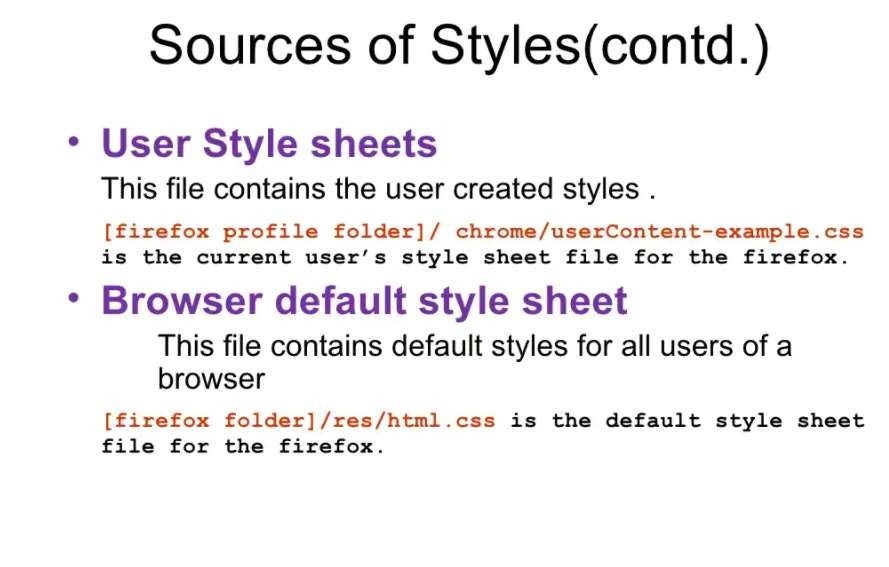 Sources of Styles(contd.)
• User Style sheets
This file contains the user created styles .
[firefox profile folder]/ chrome/userContent-example.css
is the current user’s style sheet file for the firefox.
• Browser default style sheet
This file contains default styles for all users of a
browser
[firefox folder]/res/html.css is the default style sheet
file for the firefox.